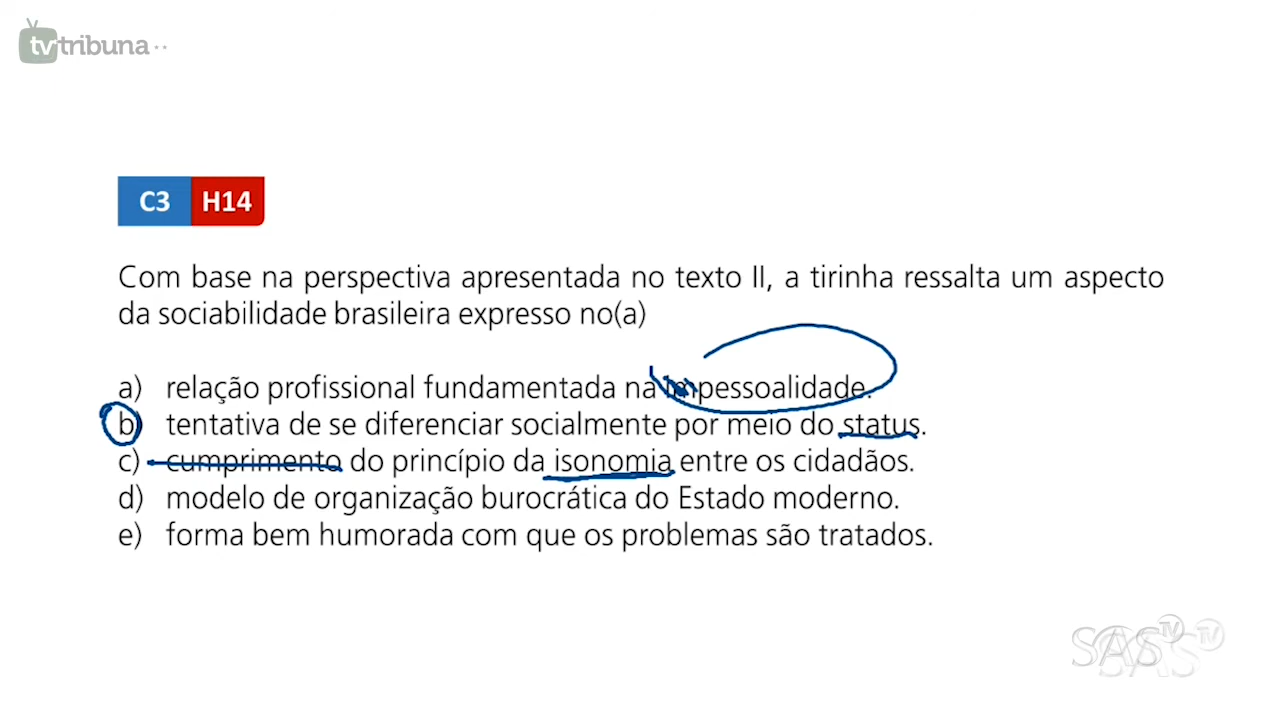 tvtribuna
C3 H14
Com base na perspectiva apresentada no texto II, a tirinha ressalta um aspecto
da sociabilidade brasileira expresso no(a)
a) relação profissional fundamentada na impessoalidade.
b) tentativa de se diferenciar socialmente por meio do status.
c) cumprimento do princípio da isonomia entre os cidadãos.
d) modelo de organização burocrática do Estado moderno.
e) forma bem humorada com que os problemas são tratados.
SAS TV
SAS TV